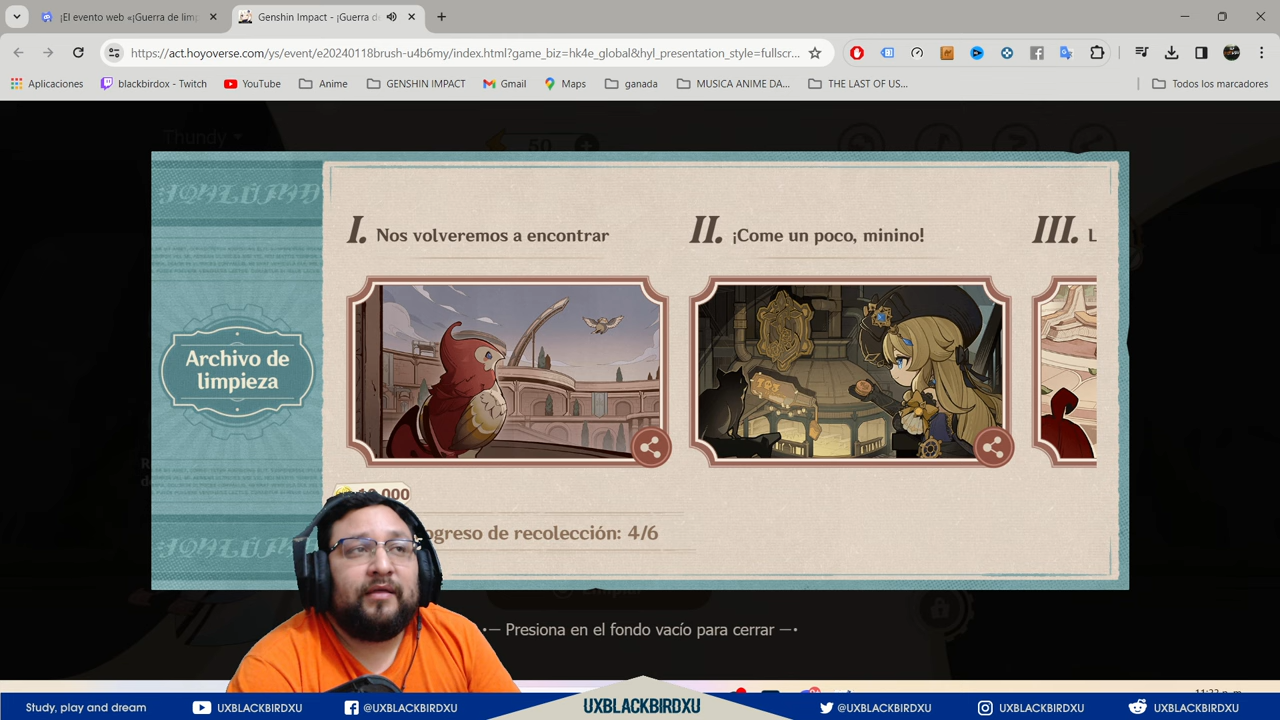 ¡El evento web «¡Guerra de lim
Genshin Impact - ¡Guerra d
https://act.hoyoverse.com/ys/event/e20240118brush-u4b6my/index.html?game_biz=hk4e_global&hyl_presentation_style=fullscr...
Aplicaciones
blackbirdox - Twitch
YouTube
Anime
GENSHIN IMPACT
Gmail
Maps
ganada
MUSICA ANIME DA...
THE LAST OF US...
Todos los marcadores
Thundy
50
I. Nos volveremos a encontrar
II. ¡Come un poco, minino!
III. L
Archivo de
limpieza
000
ogreso de recolección: 4/6
•— Presiona en el fondo vacío para cerrar —•
Study, play and dream
UXBLACKBIRDXU
@UXBLACKBIRDXU
UXBLACKBIRDXU
@UXBLACKBIRDXU
UXBLACKBIRDXU
UXBLACKBIRDXU